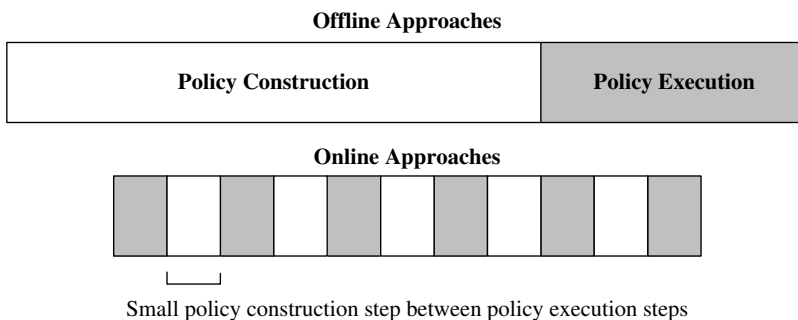 Offline Approaches
Policy Construction Policy Execution
Online Approaches
Small policy construction step between policy execution steps